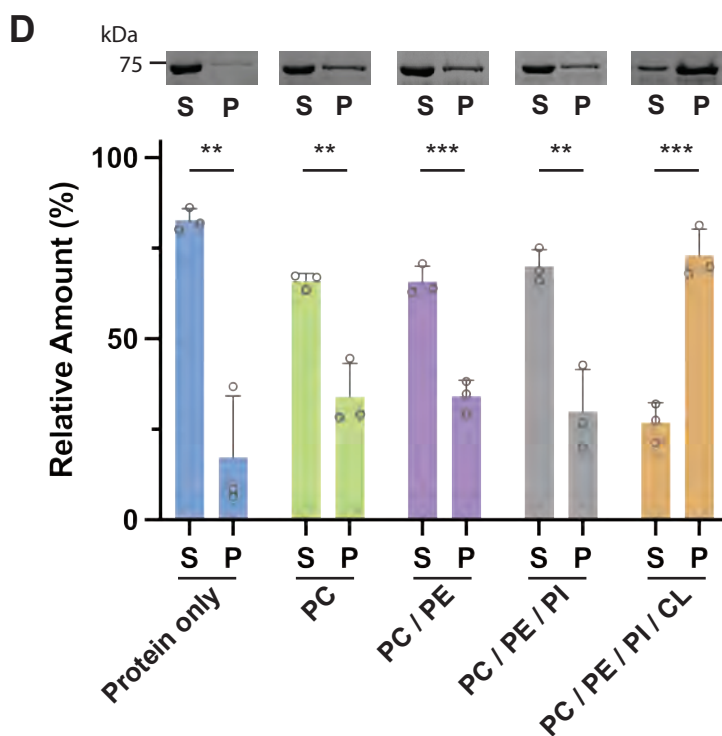 D
kDa
75
S P S P S P S P S P
** ** *** ** ***
100
50
0
Relative Amount (%)
S P S P S P S P S P
Protein only
PC
PC / PE
PC / PE / PI
PC / PE / PI / CL